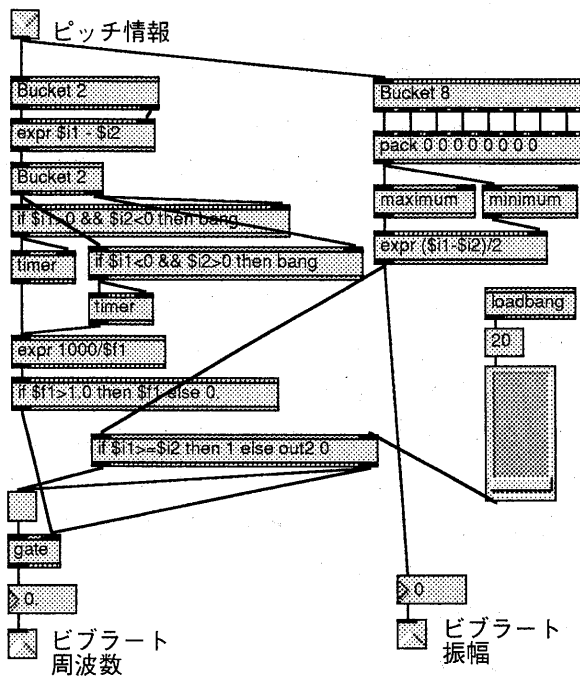 ピッチ情報
Bucket 2
Bucket 8
expr $i1 - $i2
pack 0 0 0 0 0 0 0 0
Bucket 2
maximum
minimum
if $i1>0 && $i2<0 then bang
expr ($i1-$i2)/2
timer
if $i1<0 && $i2>0 then bang
timer
loadbang
20
expr 1000/$f1
if $f1>1.0 then $f1 else 0.
if $i1>=$i2 then 1 else out2 0
gate
0.
0
ビブラート
周波数
ビブラート
振幅